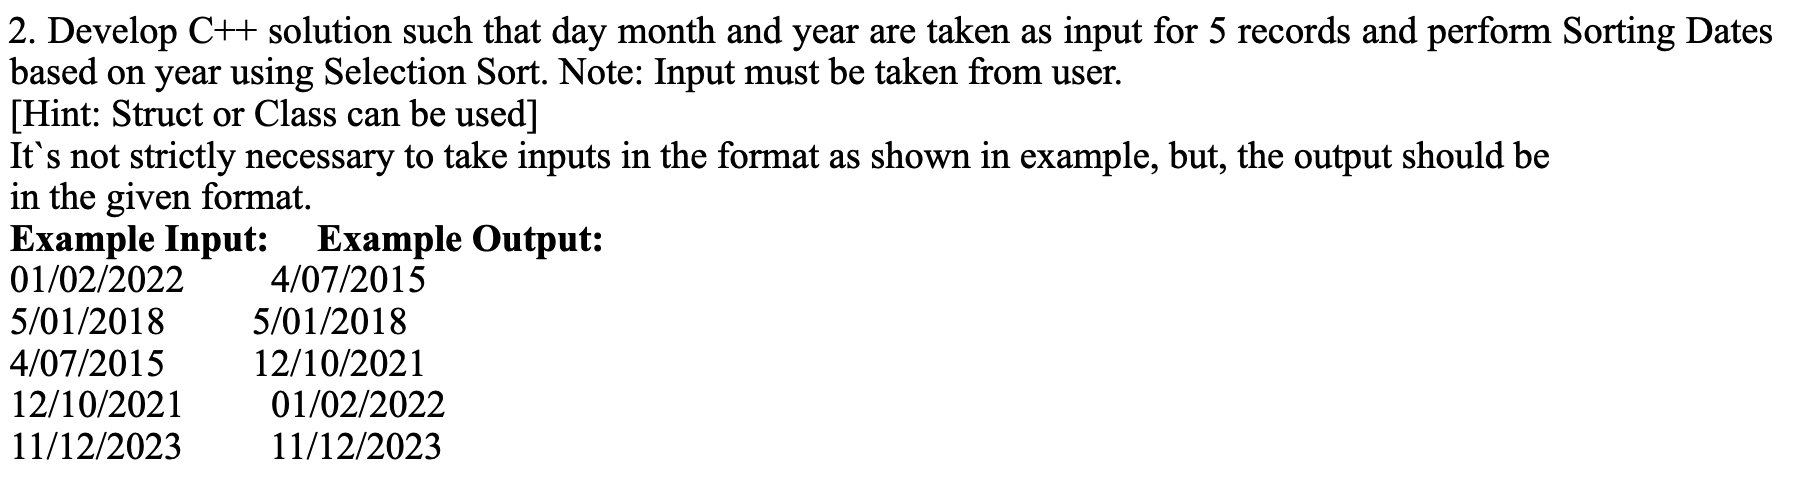 2. Develop C++ solution such that day month and year are taken as input for 5 records and perform Sorting Dates
based on year using Selection Sort. Note: Input must be taken from user.
[Hint: Struct or Class can be used]
It`s not strictly necessary to take inputs in the format as shown in example, but, the output should be
in the given format.
Example Input: Example Output:
01/02/2022 4/07/2015
5/01/2018 5/01/2018
4/07/2015 12/10/2021
12/10/2021 01/02/2022
11/12/2023 11/12/2023